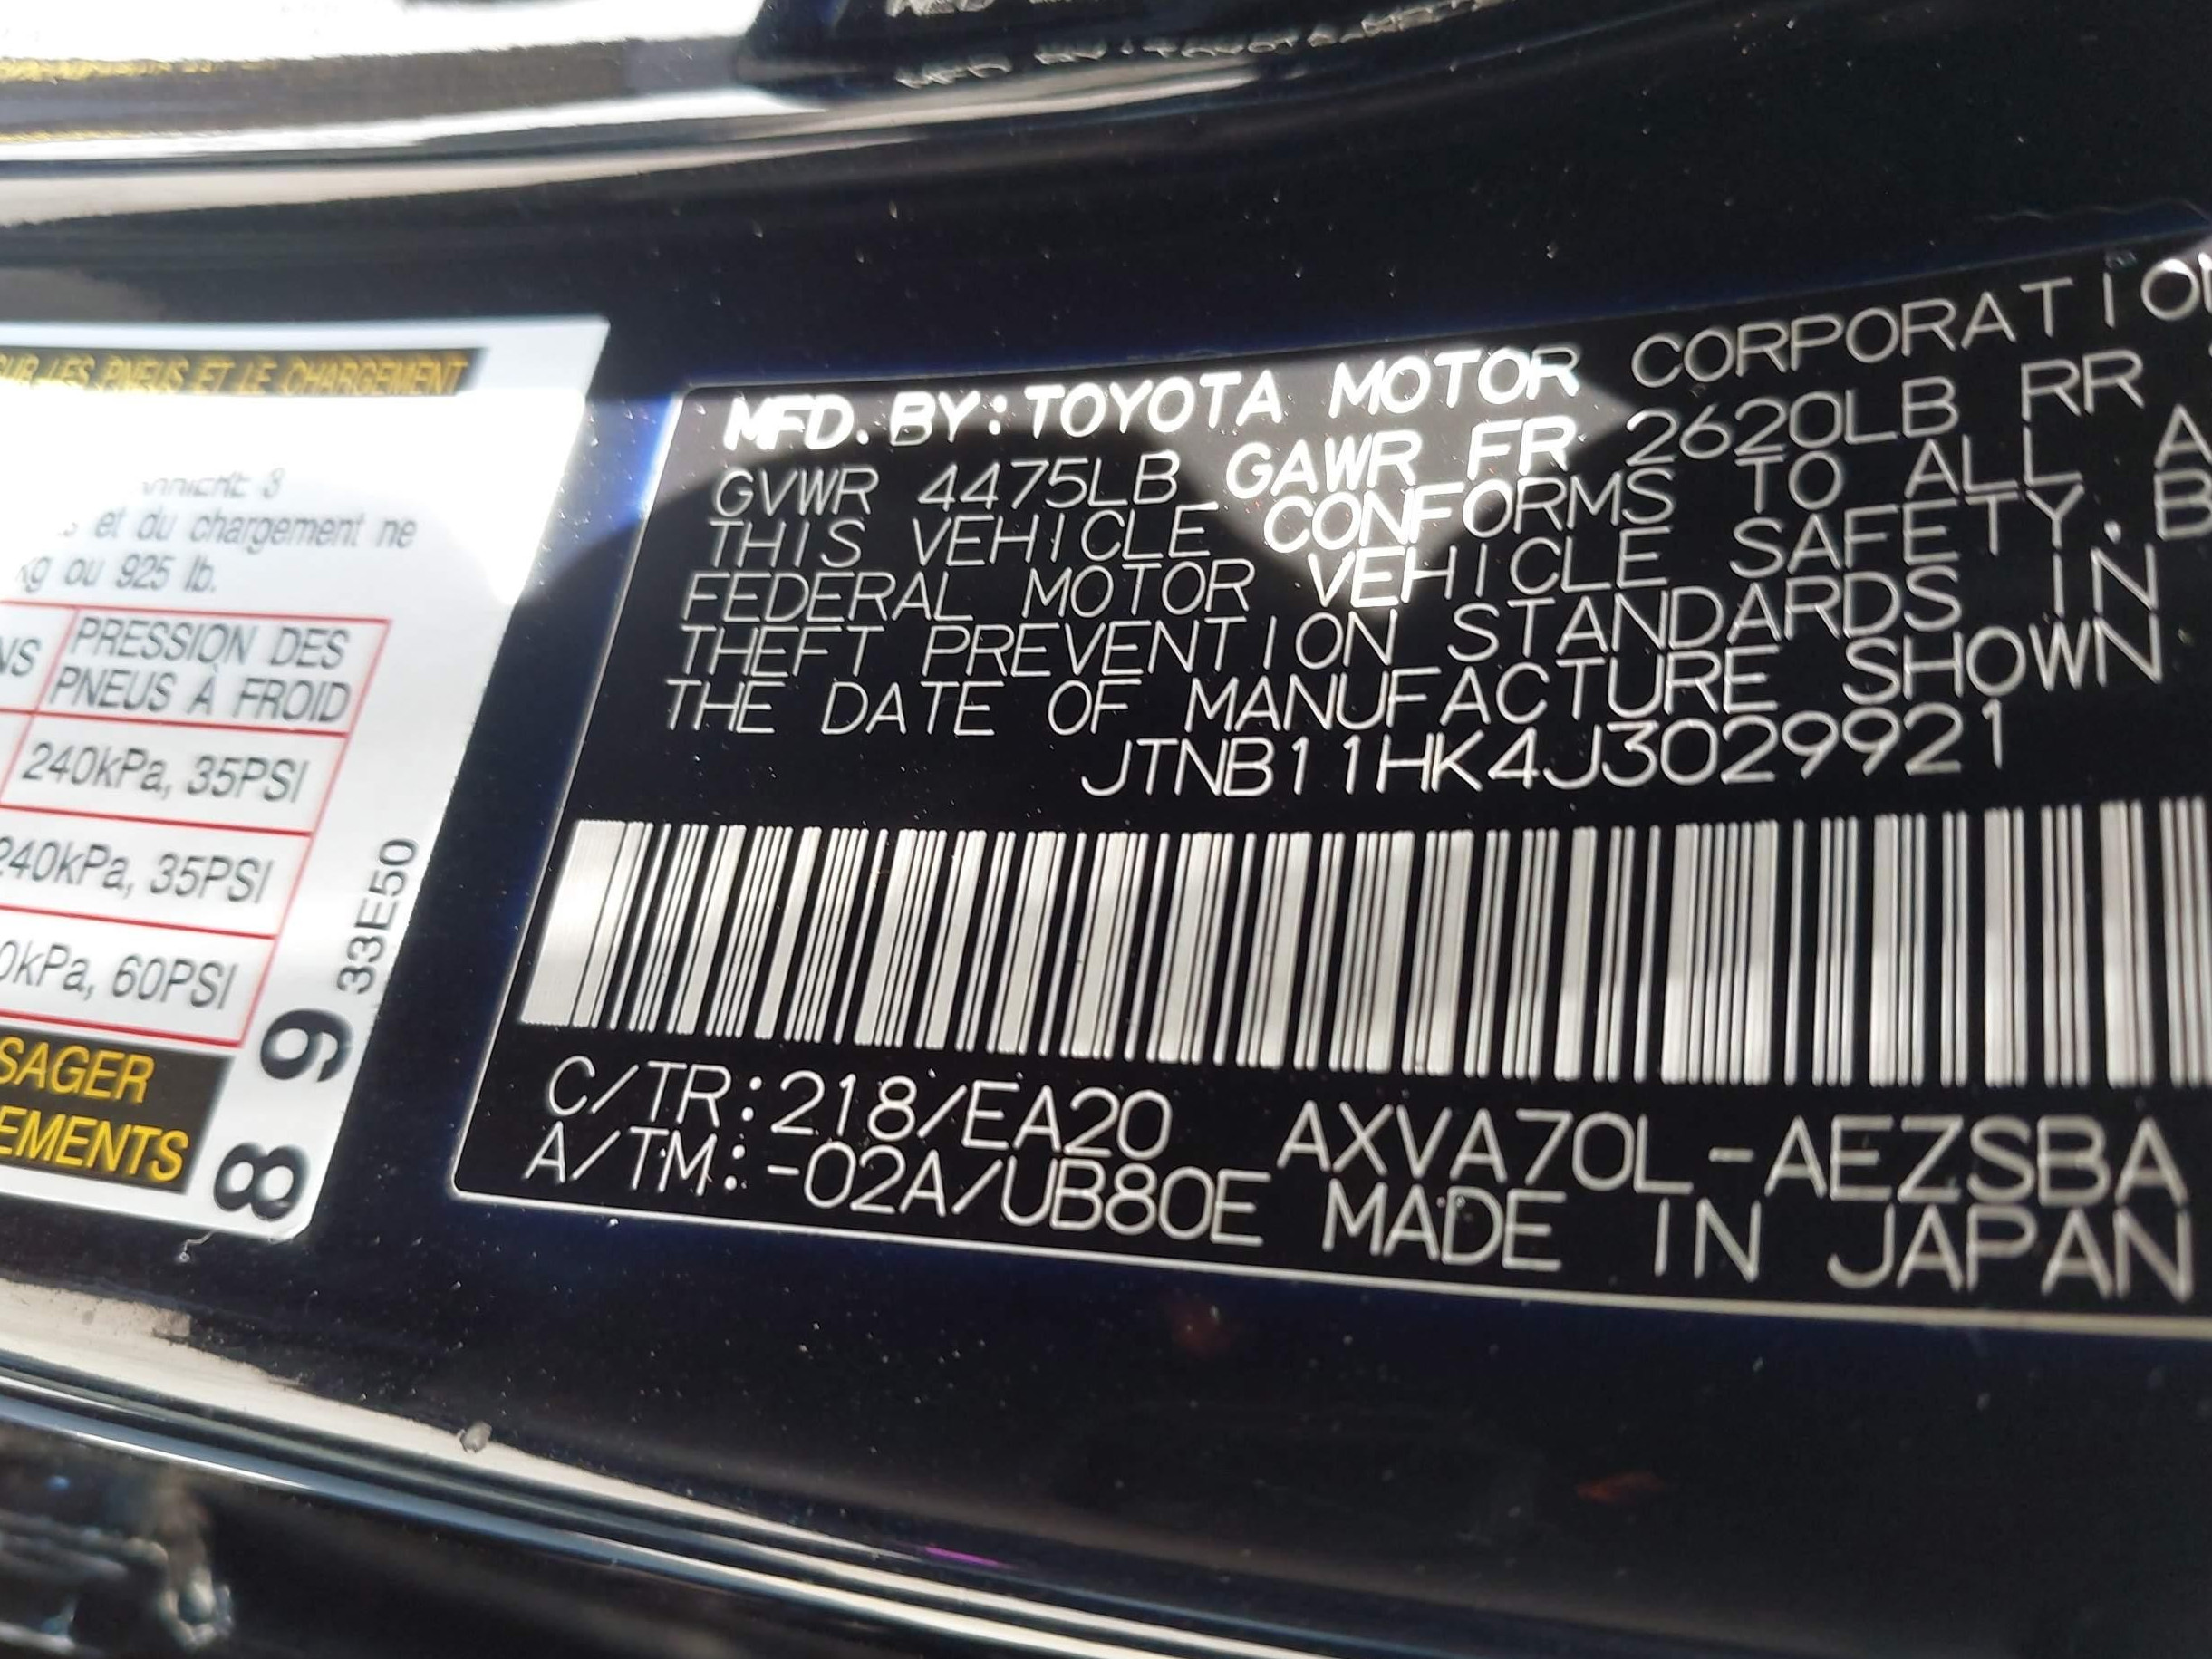 SUR LES PNEUS ET LE CHARGEMENT
et du chargement ne
kg ou 925 lb.
PRESSION DES
PNEUS À FROID
240kPa, 35PSI
240kPa, 35PSI
0kPa, 60PSI
SAGER
EMENTS
33E50
89
MFD. BY: TOYOTA MOTOR CORPORATION
GVWR 4475LB GAWR FR 2620LB RR
THIS VEHICLE CONFORMS TO ALL A
FEDERAL MOTOR VEHICLE SAFETY, B
THEFT PREVENTION STANDARDS IN
THE DATE OF MANUFACTURE SHOWN
JTNB11HK4J3029921
C/TR:218/EA20 AXVA70L-AEZSBA
A/TM:-02A/UB80E MADE IN JAPAN